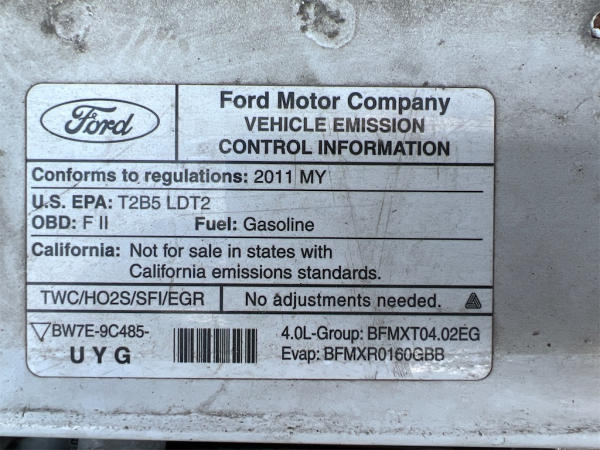 Ford
Ford Motor Company
VEHICLE EMISSION
CONTROL INFORMATION
Conforms to regulations: 2011 MY
U.S. EPA: T2B5 LDT2
OBD: F II Fuel: Gasoline
California: Not for sale in states with
California emissions standards.
TWC/HO2S/SFI/EGR No adjustments needed.
BW7E-9C485-
UYG
4.0L-Group: BFMXT04.02EG
Evap: BFMXR0160GBB